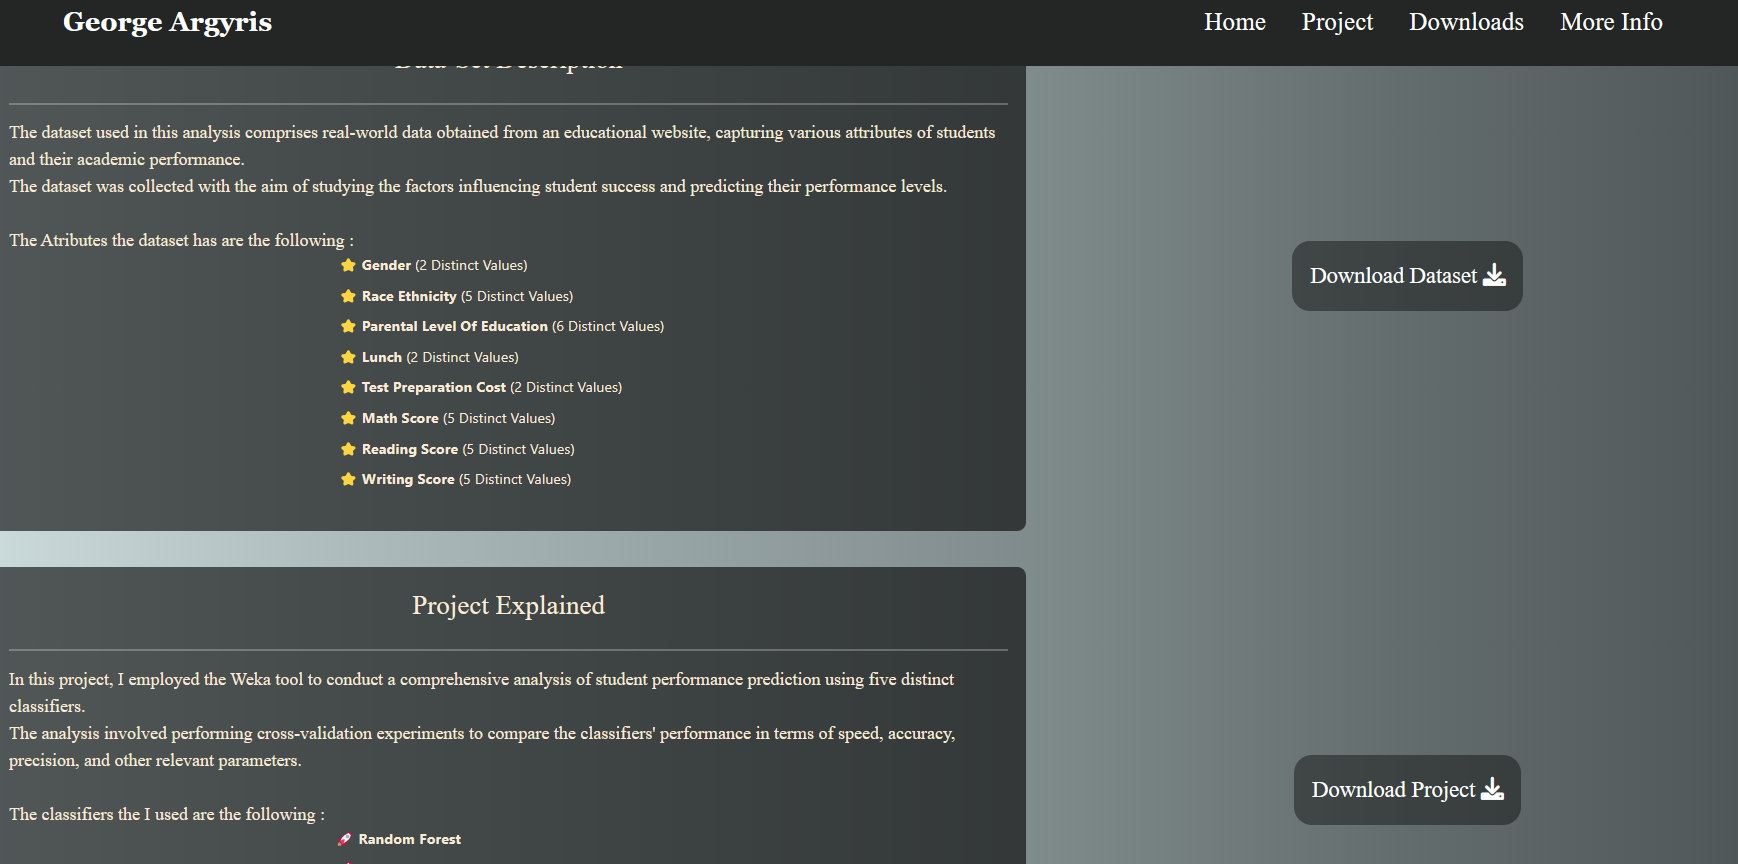 George Argyris
Home Project Downloads More Info
Data Set Description
The dataset used in this analysis comprises real-world data obtained from an educational website, capturing various attributes of students
and their academic performance.
The dataset was collected with the aim of studying the factors influencing student success and predicting their performance levels.
The Atributes the dataset has are the following :
Gender (2 Distinct Values)
Race Ethnicity (5 Distinct Values)
Parental Level Of Education (6 Distinct Values)
Lunch (2 Distinct Values)
Test Preparation Cost (2 Distinct Values)
Math Score (5 Distinct Values)
Reading Score (5 Distinct Values)
Writing Score (5 Distinct Values)
Download Dataset
Project Explained
In this project, I employed the Weka tool to conduct a comprehensive analysis of student performance prediction using five distinct
classifiers.
The analysis involved performing cross-validation experiments to compare the classifiers' performance in terms of speed, accuracy,
precision, and other relevant parameters.
The classifiers the I used are the following :
Random Forest
Download Project